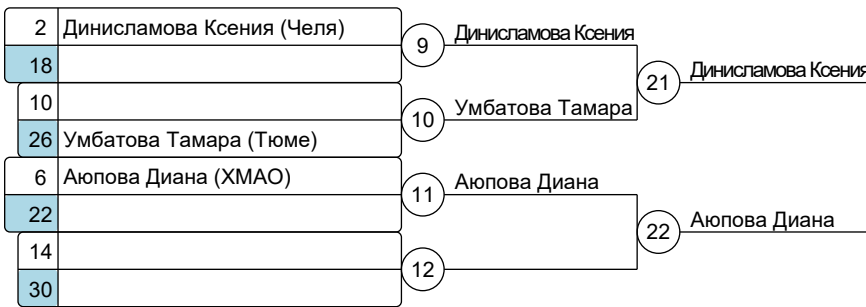 2 Динисламова Ксения (Челя)
18
9 Динисламова Ксения
10
26 Умбатова Тамара (Тюме)
10 Умбатова Тамара
21 Динисламова Ксения
6 Аюпова Диана (ХМАО)
22
11 Аюпова Диана
14
30
12
22 Аюпова Диана